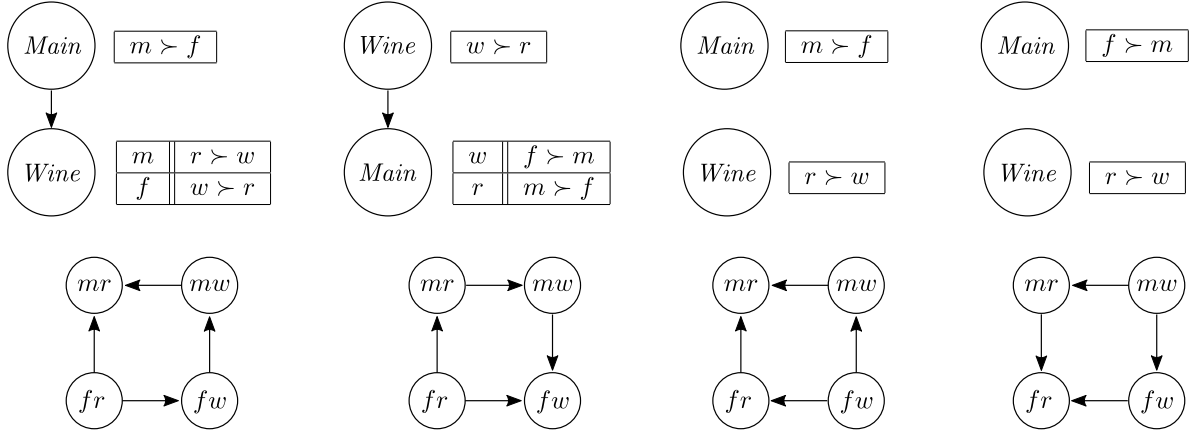 Main m ≻ f Wine w ≻ r Main m ≻ f Main f ≻ m
Wine m r ≻ w Main w f ≻ m Wine r ≻ w Wine r ≻ w
f w ≻ r r m ≻ f
mr mw mr mw mr mw mr mw
fr fw fr fw fr fw fr fw